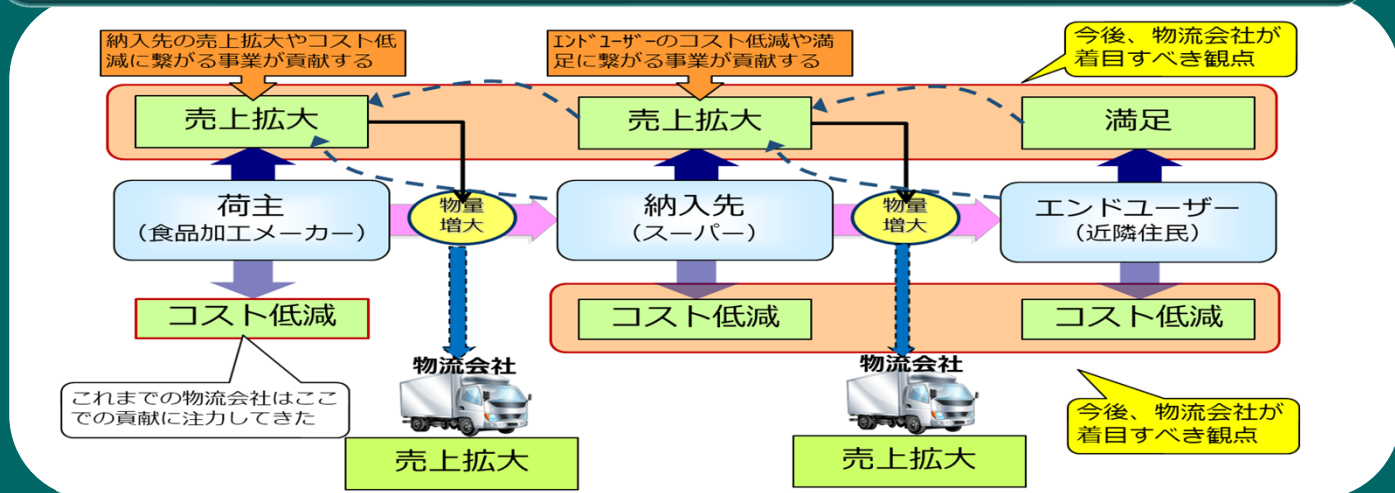 納入先の売上拡大やコスト低
減に繋がる事業が貢献する
ｴﾝﾄﾞﾕｰｻﾞｰのコスト低減や満
足に繋がる事業が貢献する
今後、物流会社が
着目すべき観点
売上拡大
売上拡大
満足
荷主
（食品加工メーカー）
物量
増大
納入先
（スーパー）
物量
増大
エンドユーザー
（近隣住民）
コスト低減
コスト低減
コスト低減
これまでの物流会社はここ
での貢献に注力してきた
物流会社
売上拡大
物流会社
売上拡大
今後、物流会社が
着目すべき観点